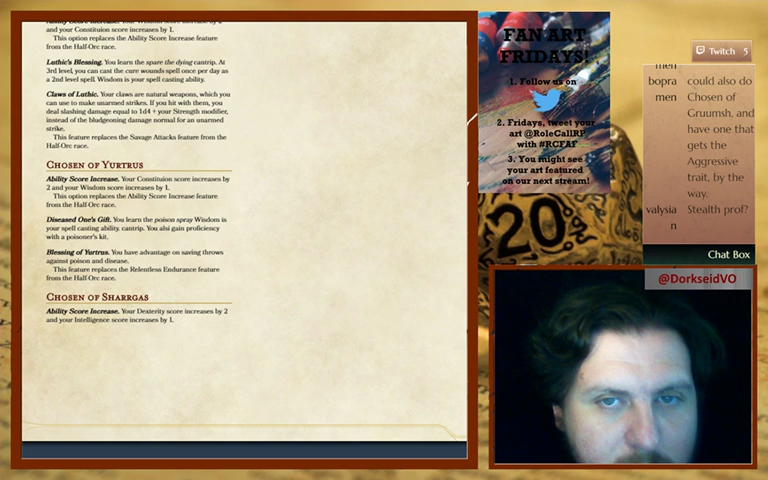 Ability Score Increase. Your Wisdom score increases by 2
and your Constituion score increases by 1.
This option replaces the Ability Score Increase feature
from the Half-Orc race.
Luthic's Blessing. You learn the spare the dying cantrip. At
3rd level, you can cast the cure wounds spell once per day as
a 2nd level spell. Wisdom is your spell casting ability.
Claws of Luthic. Your claws are natural weapons, which you
can use to make unarmed strikes. If you hit with them, you
deal slashing damage equal to 1d4 + your Strength modifier,
instead of the bludgeoning damage normal for an unarmed
strike.
This feature replaces the Savage Attacks feature from the
Half-Orc race.
Chosen of Yurtrus
Ability Score Increase. Your Constituion score increases by
2 and your Wisdom score increases by 1.
This option replaces the Ability Score Increase feature
from the Half-Orc race.
Diseased One's Gift. You learn the poison spray Wisdom is
your spell casting ability. cantrip. You alsi gain proficiency
with a poisoner's kit.
Blessing of Yurtrus. You have advantage on saving throws
against poison and disease.
This feature replaces the Relentless Endurance feature
from the Half-Orc race.
Chosen of Sharrgas
Ability Score Increase. Your Dexterity score increases by 2
and your Intelligence score increases by 1.
FAN ART
FRIDAYS!
1. Follow us on
2. Fridays, tweet your
art @RoleCallRP
with #RCFAF
3. You might see
your art featured
on our next stream!
20
Twitch 5
men
bopra could also do
men Chosen of
Gruumsh, and
have one that
gets the
Aggressive
trait, by the
way.
valysia Stealth prof?
n
Chat Box
@DorkseidVO